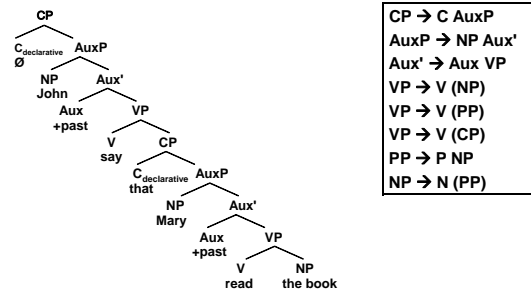 CP
C declarative AuxP
Ø
NP Aux'
John
Aux VP
+past
V CP
say
C declarative AuxP
that
NP Aux'
Mary
Aux VP
+past
V NP
read the book
CP → C AuxP
AuxP → NP Aux'
Aux' → Aux VP
VP → V (NP)
VP → V (PP)
VP → V (CP)
PP → P NP
NP → N (PP)